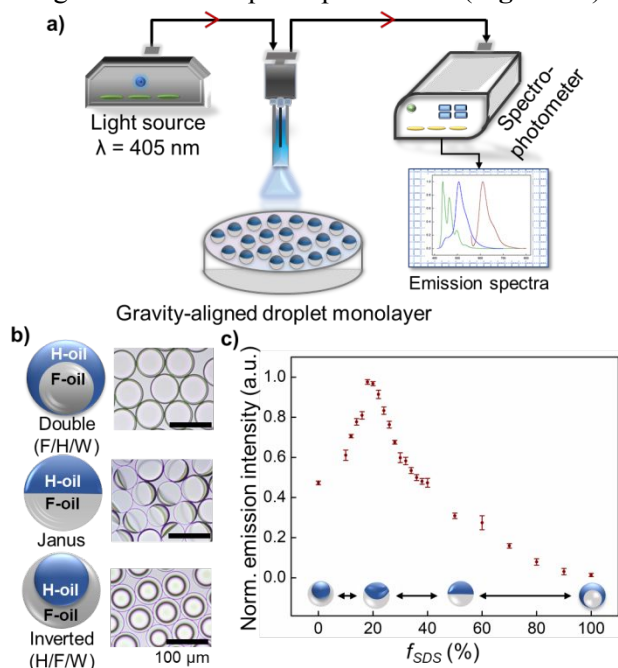 a)
Light source
λ = 405 nm
Spectro-
photometer
Emission spectra
Gravity-aligned droplet monolayer
b)
H-oil
F-oil
Double
(F/H/W)
H-oil
F-oil
Janus
H-oil
F-oil
Inverted
(H/F/W)
100 µm
c)
Norm. emission intensity (a.u.)
1.0
0.8
0.6
0.4
0.2
0.0
0 20 40 60 80 100
fSDS (%)